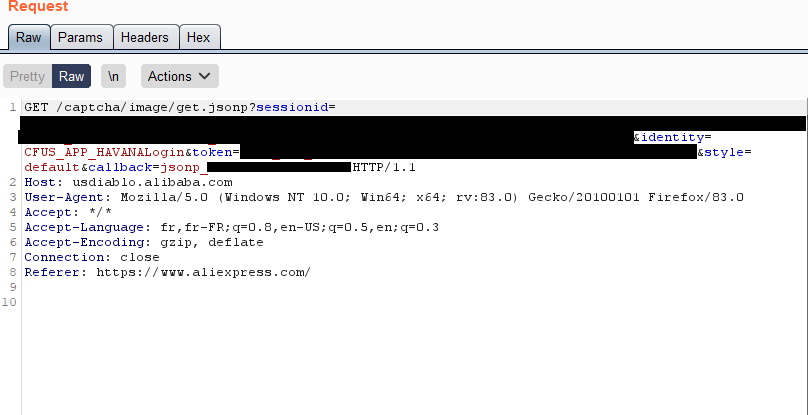 Request
Raw Params Headers Hex
Pretty Raw \n Actions
1 GET /captcha/image/get.jsonp?sessionid=
&identity=
CFUS_APP_HAVANALogin&token= &style=
default&callback=jsonp_ HTTP/1.1
2 Host: usdiablo.alibaba.com
3 User-Agent: Mozilla/5.0 (Windows NT 10.0; Win64; x64; rv:83.0) Gecko/20100101 Firefox/83.0
4 Accept: */*
5 Accept-Language: fr,fr-FR;q=0.8,en-US;q=0.5,en;q=0.3
6 Accept-Encoding: gzip, deflate
7 Connection: close
8 Referer: https://www.aliexpress.com/
9
10